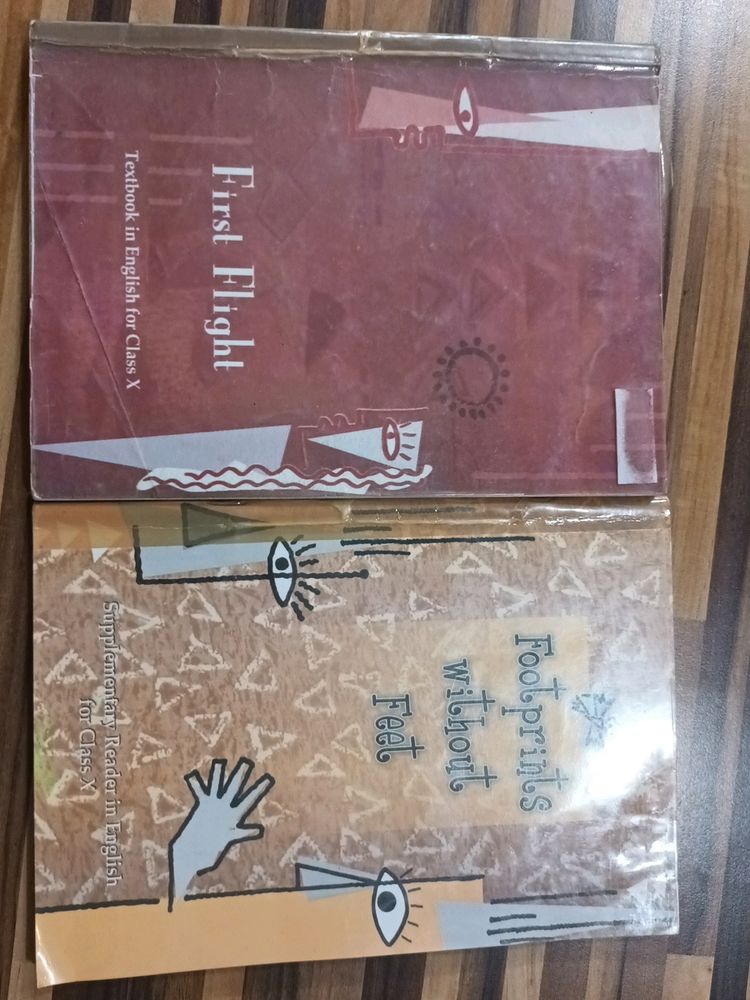 First Flight
Textbook in English for Class X
Footprints
without
Feet
Supplementary Reader in English
for Class X